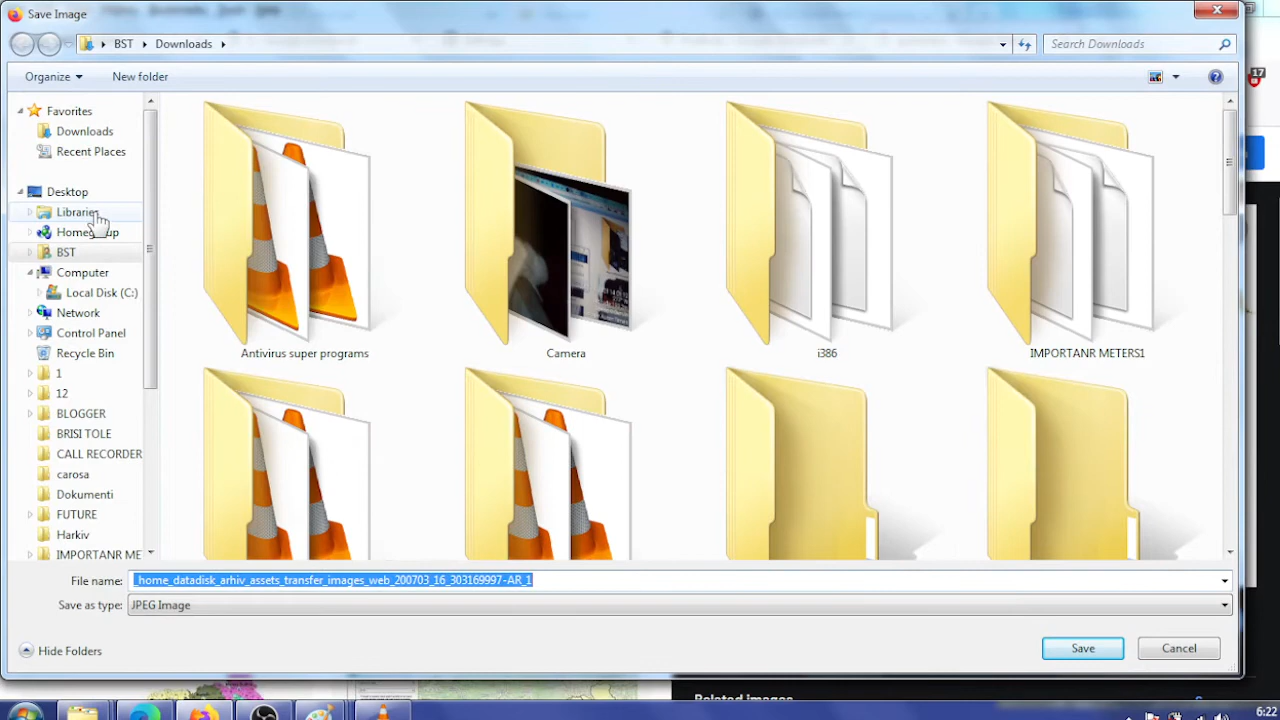 Save Image
BST
Downloads
Search Downloads
Organize
New folder
17
Favorites
Downloads
Recent Places
Desktop
Libraries
BST
Computer
Local Disk (C:)
Network
Control Panel
Recycle Bin
1
12
BLOGGER
BRISI TOLE
CALL RECORDER
carosa
Dokumenti
FUTURE
Harkiv
IMPORTANR ME
Antivirus super programs
Camera
i386
IMPORTANR METERS1
File name: _home_datadisk_arhiv_assets_transfer_images_web_200703_16_303169997-AR_1
Save as type: JPEG Image
Hide Folders
Save
Cancel
Related images
6:22